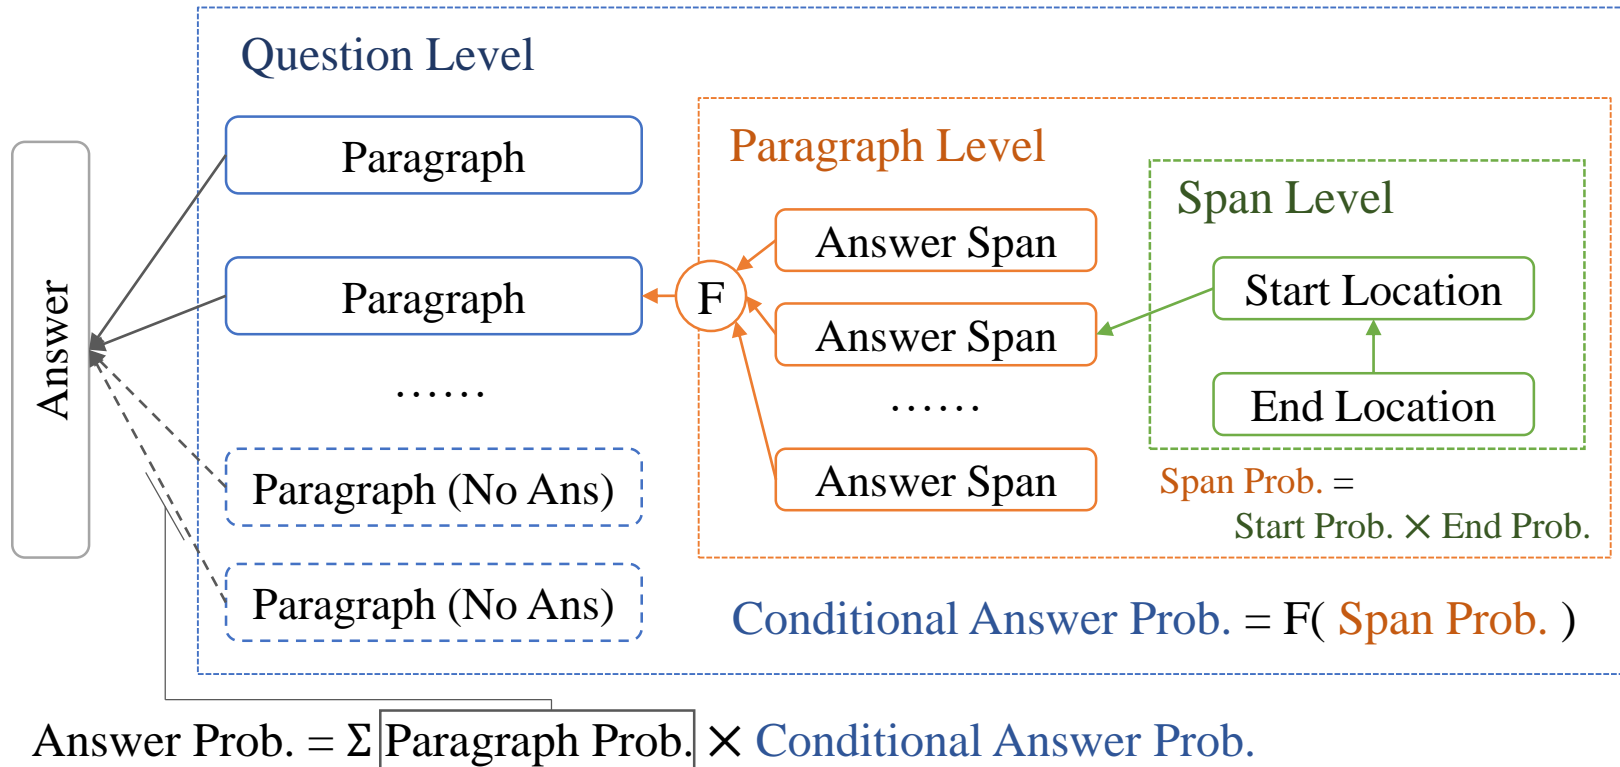 Question Level
Paragraph
Paragraph Level
Span Level
Answer Span
Paragraph
F
Start Location
Answer Span
Answer
……
……
End Location
Paragraph (No Ans)
Answer Span
Span Prob. =
Start Prob. × End Prob.
Paragraph (No Ans)
Conditional Answer Prob. = F( Span Prob. )
Answer Prob. = Σ Paragraph Prob. × Conditional Answer Prob.